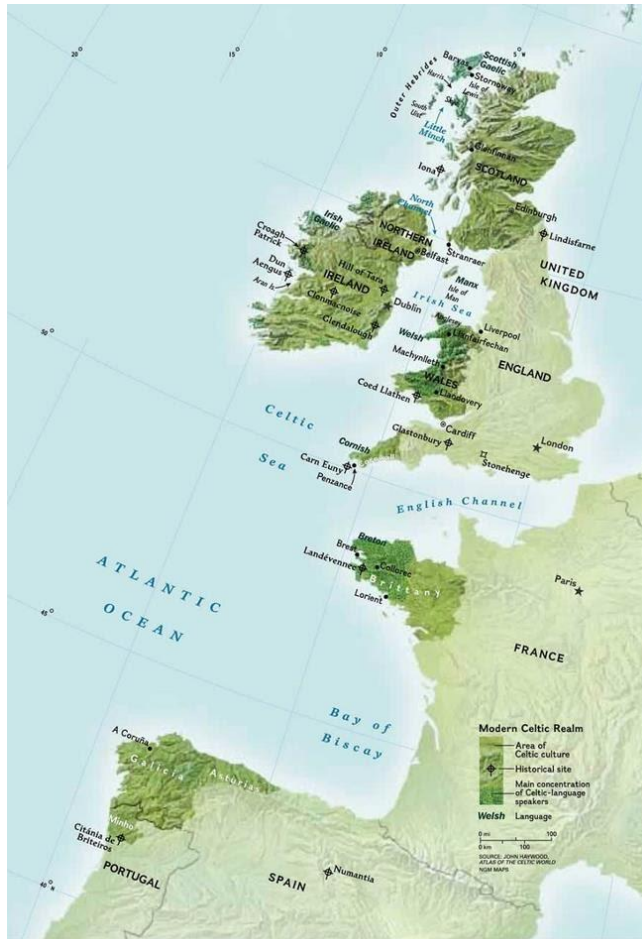 20°
15°
10°
5°
Outer Hebrides
Barvas
Scottish
Gaelic
Stornoway
Harris
Isle of
Lewis
Skye
South
Uist
Little
Minch
Glenfinnan
Iona
SCOTLAND
North
Channel
Edinburgh
Lindisfarne
Irish
Gaelic
NORTHERN
IRELAND
Belfast
Stranraer
Croagh
Patrick
UNITED
KINGDOM
Dun
Aengus
Aran Is.
Hill of Tara
IRELAND
Clonmacnoise
Manx
Isle of
Man
Dublin
Irish Sea
Glendalough
Anglesey
Liverpool
Welsh
Llanfairfechan
50°
Machynlleth
ENGLAND
WALES
Coed Llathen
Llandovery
Celtic
Sea
Cardiff
Glastonbury
London
Cornish
Carn Euny
Stonehenge
Penzance
English Channel
Breton
Brest
Landévennec
Collorec
Brittany
Paris
ATLANTIC
OCEAN
Lorient
45°
FRANCE
Bay of
Biscay
A Coruña
Galicia
Asturias
Minho
Citánia de
Briteiros
PORTUGAL
SPAIN
Numantia
40°
Modern Celtic Realm
Area of
Celtic culture
Historical site
Main concentration
of Celtic-language
speakers
Welsh Language
0 mi 100
0 km 100
SOURCE: JOHN HAYWOOD,
ATLAS OF THE CELTIC WORLD
NGM MAPS